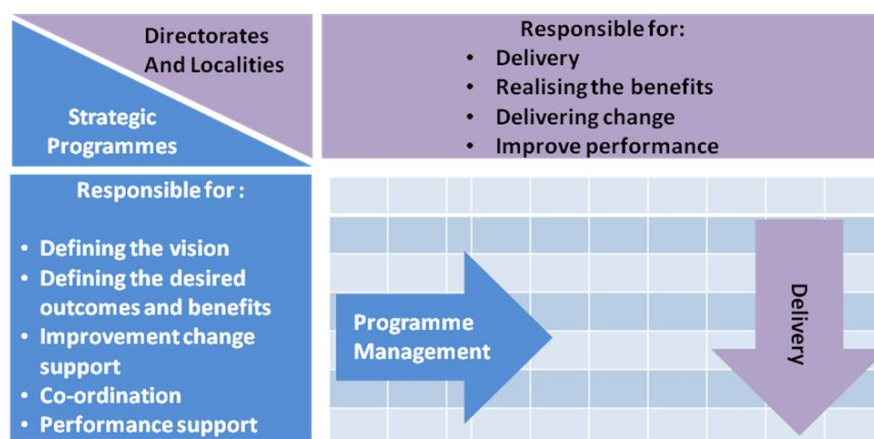 Directorates
And Localities
Strategic
Programmes
Responsible for:
• Delivery
• Realising the benefits
• Delivering change
• Improve performance
Responsible for :
• Defining the vision
• Defining the desired
outcomes and benefits
• Improvement change
support
• Co-ordination
• Performance support
Programme
Management
Delivery